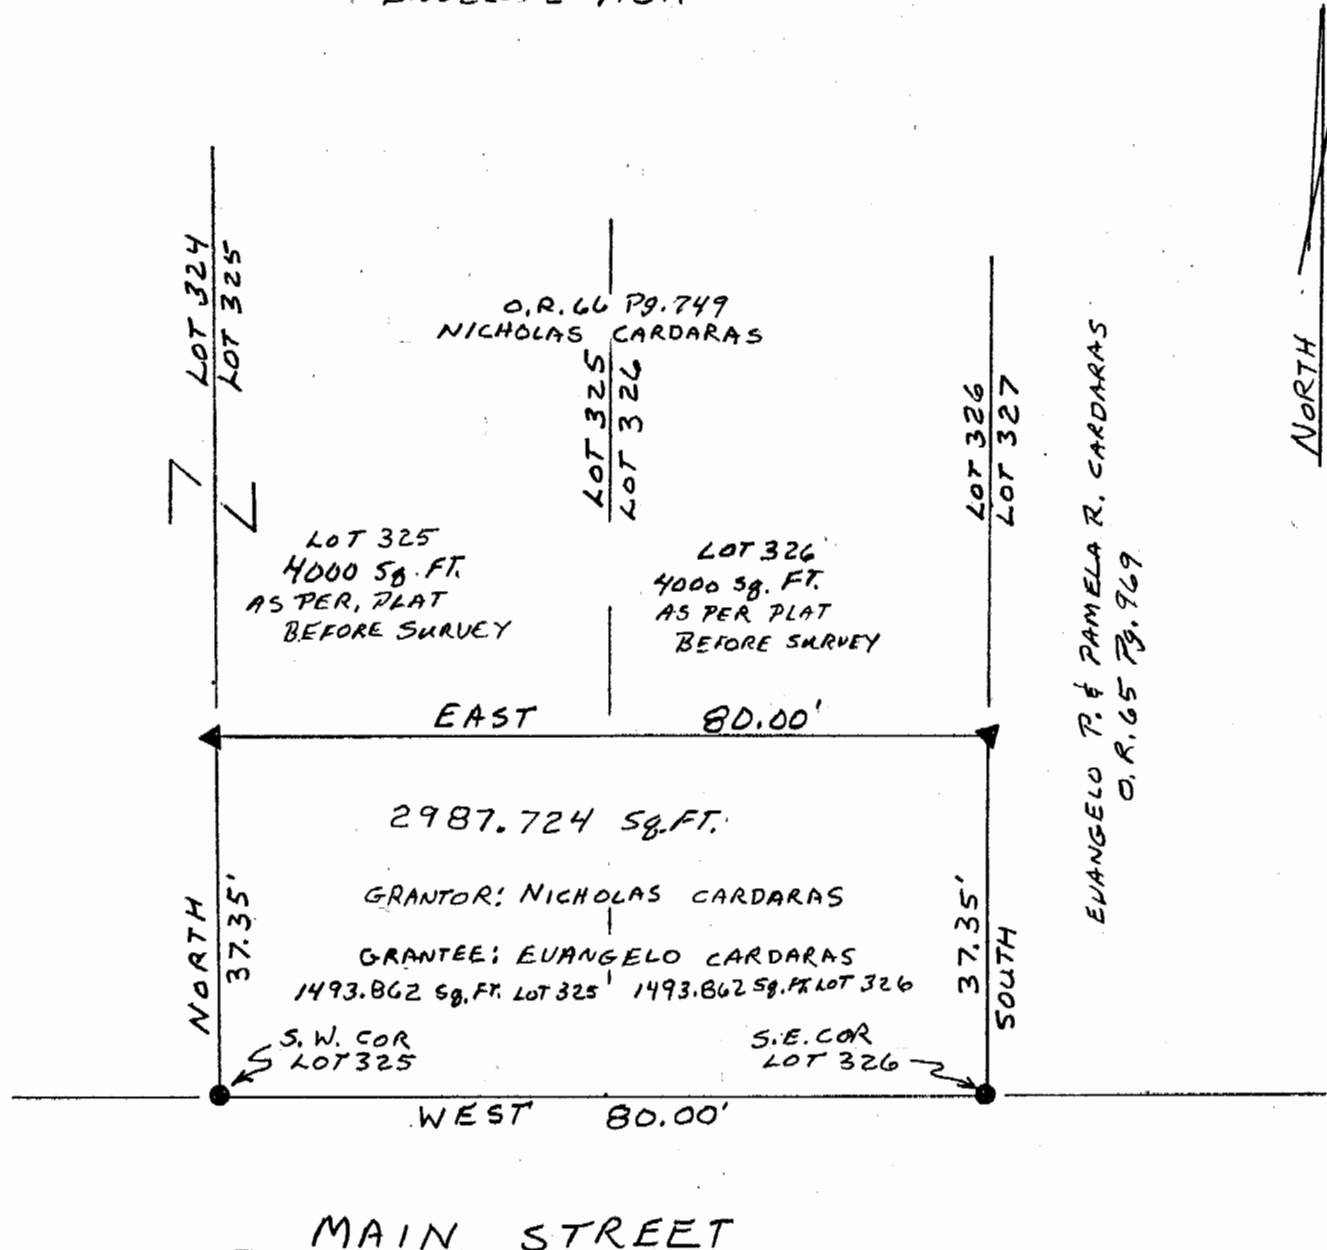 LOT 324
LOT 325
O.R. 66 Pg. 749
NICHOLAS CARDARAS
LOT 325
LOT 326
LOT 326
LOT 327
EVANGELO P. & PAMELA R. CARDARAS
O.R. 65 Pg. 969
NORTH
LOT 325
4000 Sq. FT.
AS PER, PLAT
BEFORE SURVEY
LOT 326
4000 Sq. FT.
AS PER PLAT
BEFORE SURVEY
EAST 80.00'
2987.724 Sq. FT.
GRANTOR: NICHOLAS CARDARAS
GRANTEE: EVANGELO CARDARAS
1493.862 Sq. FT. LOT 325 1493.862 Sq. FT. LOT 326
NORTH
37.35'
37.35'
SOUTH
S. W. COR
LOT 325
S. E. COR
LOT 326
WEST 80.00'
MAIN STREET